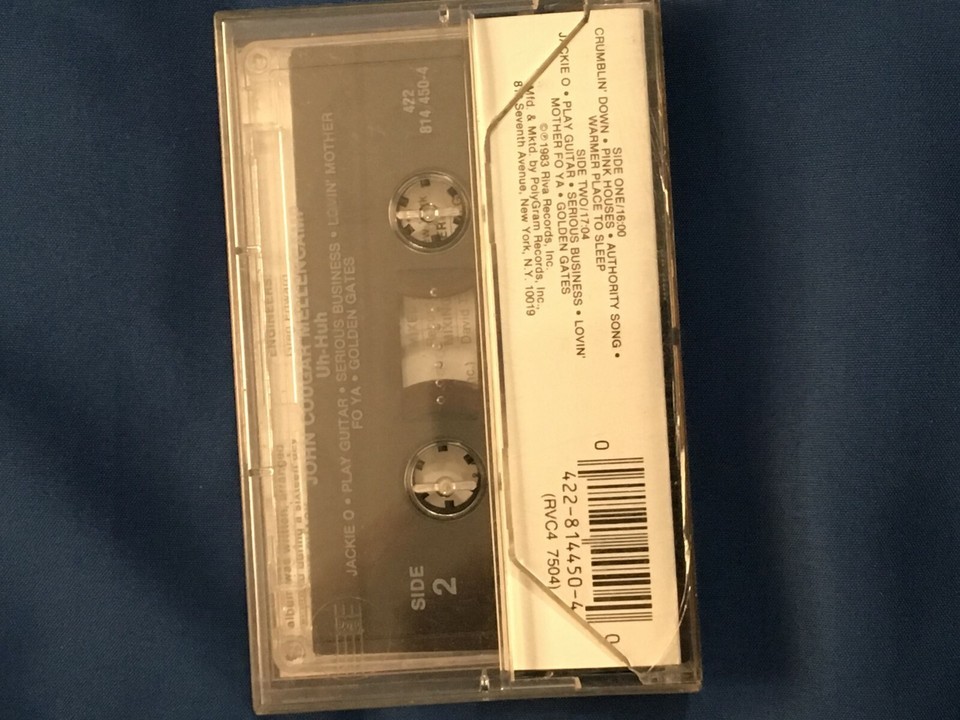 SIDE ONE/16:00
CRUMBLIN' DOWN • PINK HOUSES • AUTHORITY SONG •
WARMER PLACE TO SLEEP
SIDE TWO/17:04
JACKIE O • PLAY GUITAR • SERIOUS BUSINESS • LOVIN'
MOTHER FO YA • GOLDEN GATES
©℗1983 Riva Records, Inc.
Mfd. & Mktd. by PolyGram Records, Inc.,
810 Seventh Avenue, New York, N.Y. 10019
0
422-814450-4
0
(RVC4 7504)
422
814 450-4
SIDE
2
JOHN COUGAR MELLENCAMP
Uh-Huh
JACKIE O • PLAY GUITAR • SERIOUS BUSINESS • LOVIN' MOTHER
FO YA • GOLDEN GATES
ENGINEERS